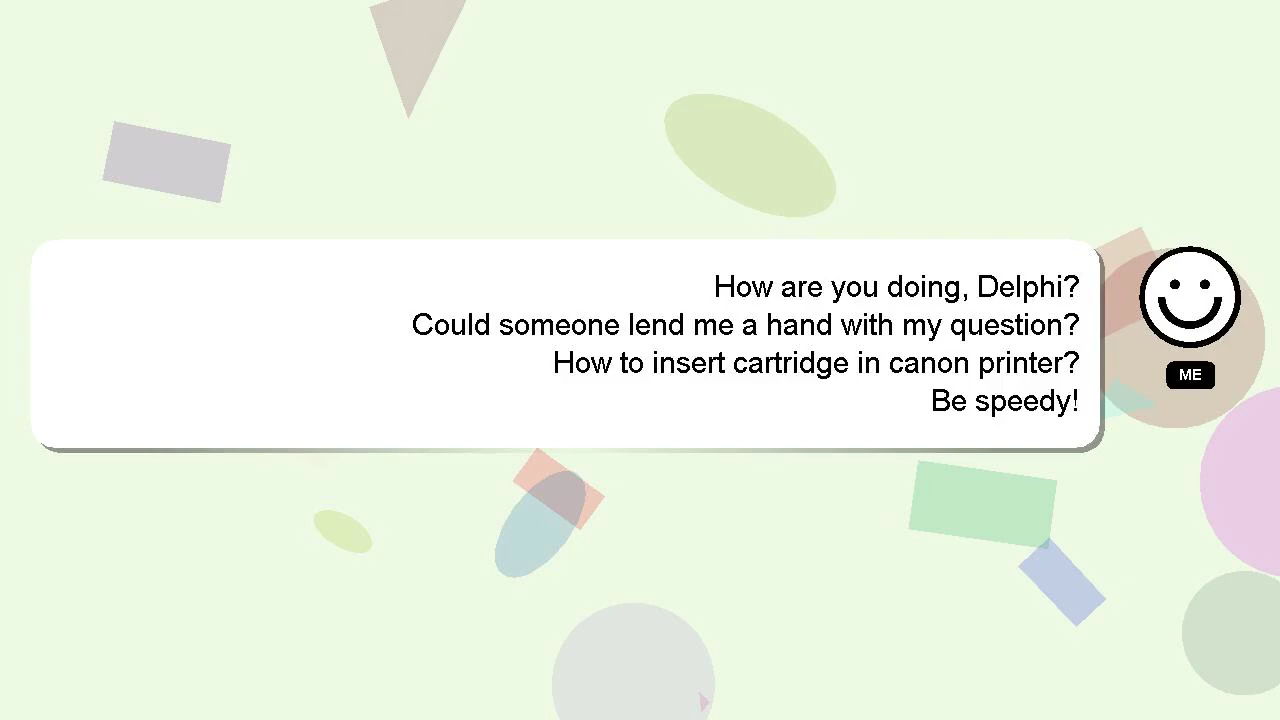 How are you doing, Delphi?
Could someone lend me a hand with my question?
How to insert cartridge in canon printer?
Be speedy!
ME